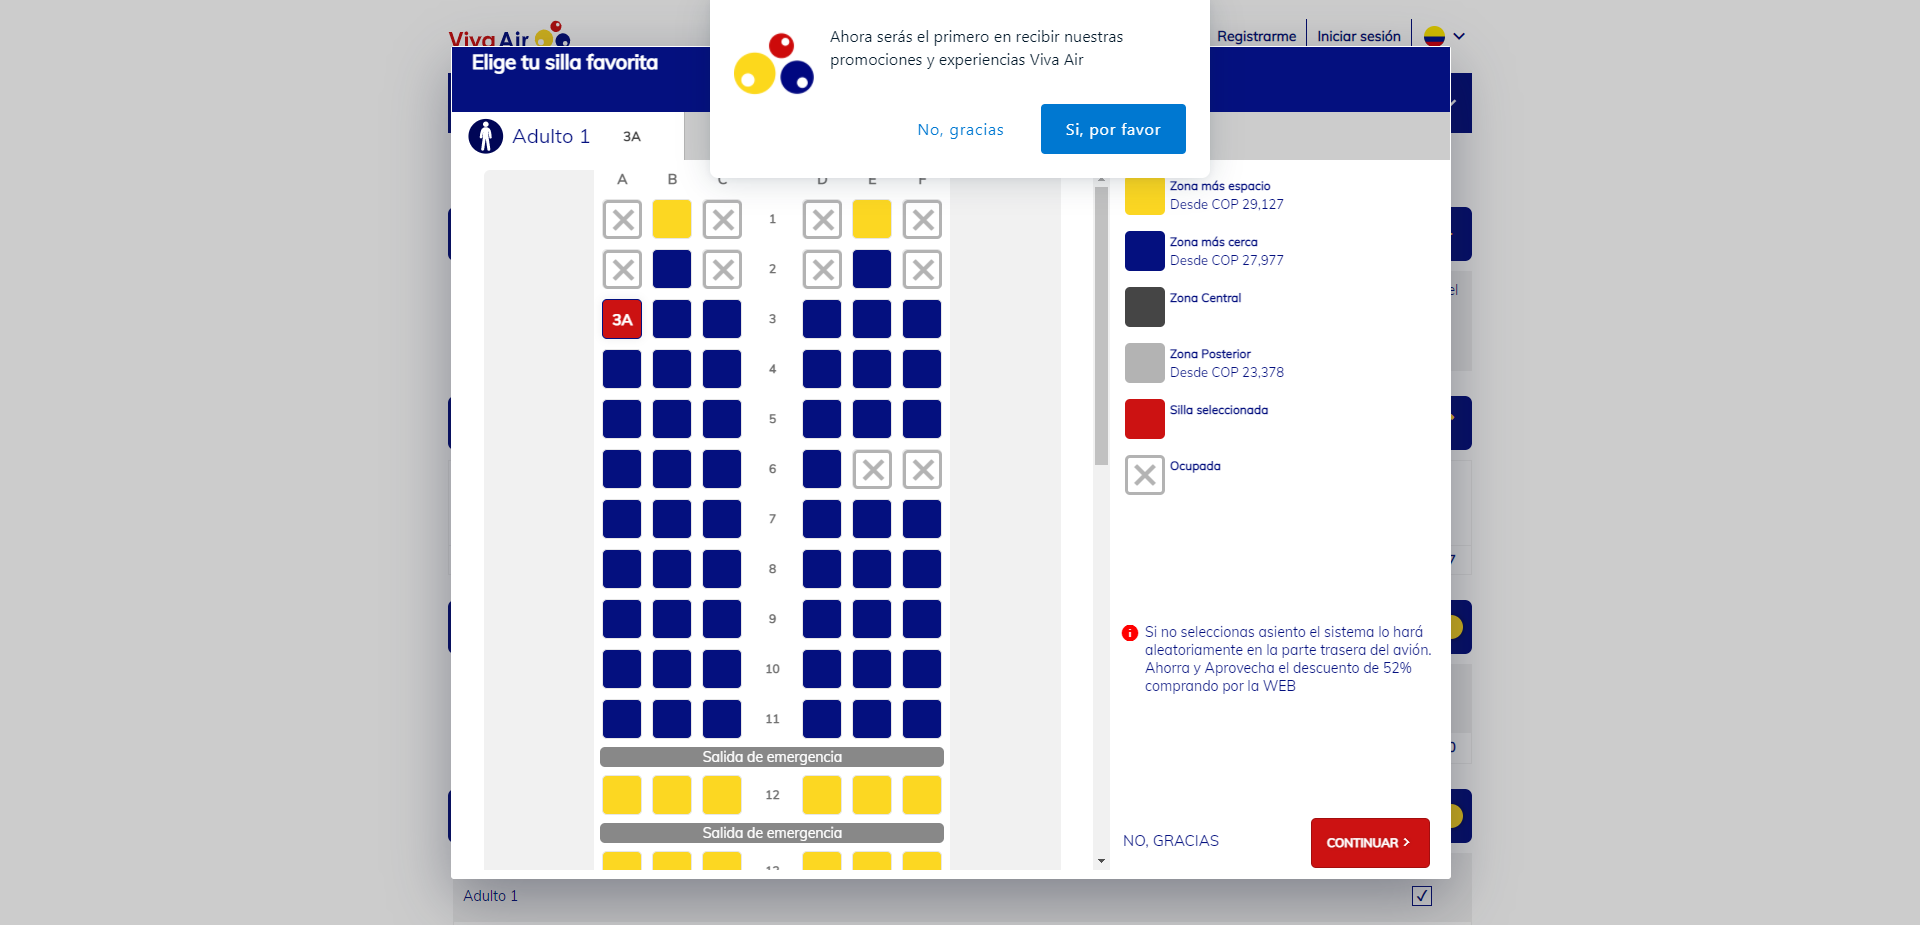 Viva Air
Registrarme
Iniciar sesión
Ahora serás el primero en recibir nuestras
promociones y experiencias Viva Air
No, gracias
Si, por favor
Elige tu silla favorita
Adulto 1
3A
A B C D E F
1
2
3A 3
4
5
6
7
8
9
10
11
Salida de emergencia
12
Salida de emergencia
13
Zona más espacio
Desde COP 29,127
Zona más cerca
Desde COP 27,977
Zona Central
Zona Posterior
Desde COP 23,378
Silla seleccionada
Ocupada
Si no seleccionas asiento el sistema lo hará
aleatoriamente en la parte trasera del avión.
Ahorra y Aprovecha el descuento de 52%
comprando por la WEB
NO, GRACIAS
CONTINUAR >
Adulto 1